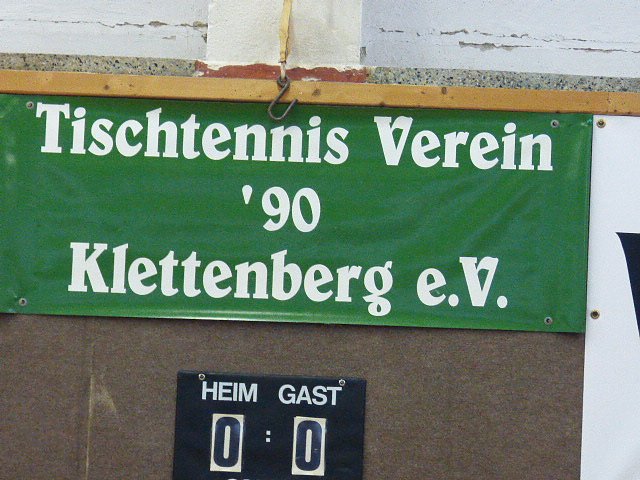 Tischtennis Verein
'90
Klettenberg e.V.
HEIM GAST
0 : 0